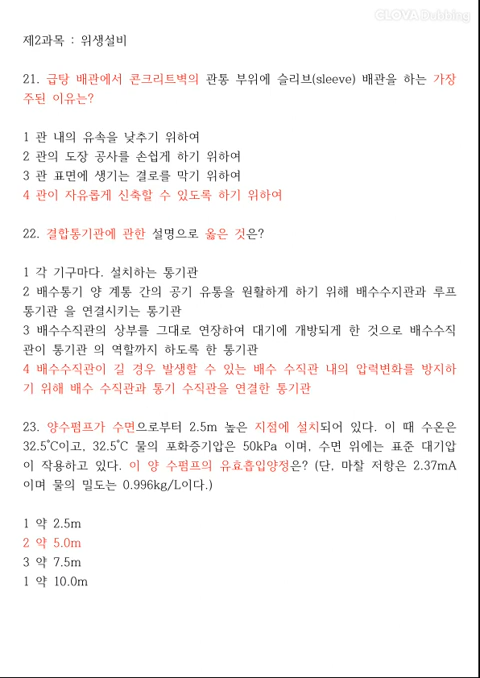 CLOVA Dubbing
제2과목 : 위생설비
21. 급탕 배관에서 콘크리트벽의 관통 부위에 슬리브(sleeve) 배관을 하는 가장
주된 이유는?
1 관 내의 유속을 낮추기 위하여
2 관의 도장 공사를 손쉽게 하기 위하여
3 관 표면에 생기는 결로를 막기 위하여
4 관이 자유롭게 신축할 수 있도록 하기 위하여
22. 결합통기관에 관한 설명으로 옳은 것은?
1 각 기구마다. 설치하는 통기관
2 배수통기 양 계통 간의 공기 유통을 원활하게 하기 위해 배수수지관과 루프
통기관 을 연결시키는 통기관
3 배수수직관의 상부를 그대로 연장하여 대기에 개방되게 한 것으로 배수수직
관이 통기관 의 역할까지 하도록 한 통기관
4 배수수직관이 길 경우 발생할 수 있는 배수 수직관 내의 압력변화를 방지하
기 위해 배수 수직관과 통기 수직관을 연결한 통기관
23. 양수펌프가 수면으로부터 2.5m 높은 지점에 설치되어 있다. 이 때 수온은
32.5℃이고, 32.5℃ 물의 포화증기압은 50kPa 이며, 수면 위에는 표준 대기압
이 작용하고 있다. 이 양 수펌프의 유효흡입양정은? (단, 마찰 저항은 2.37mA
이며 물의 밀도는 0.996kg/L이다.)
1 약 2.5m
2 약 5.0m
3 약 7.5m
1 약 10.0m